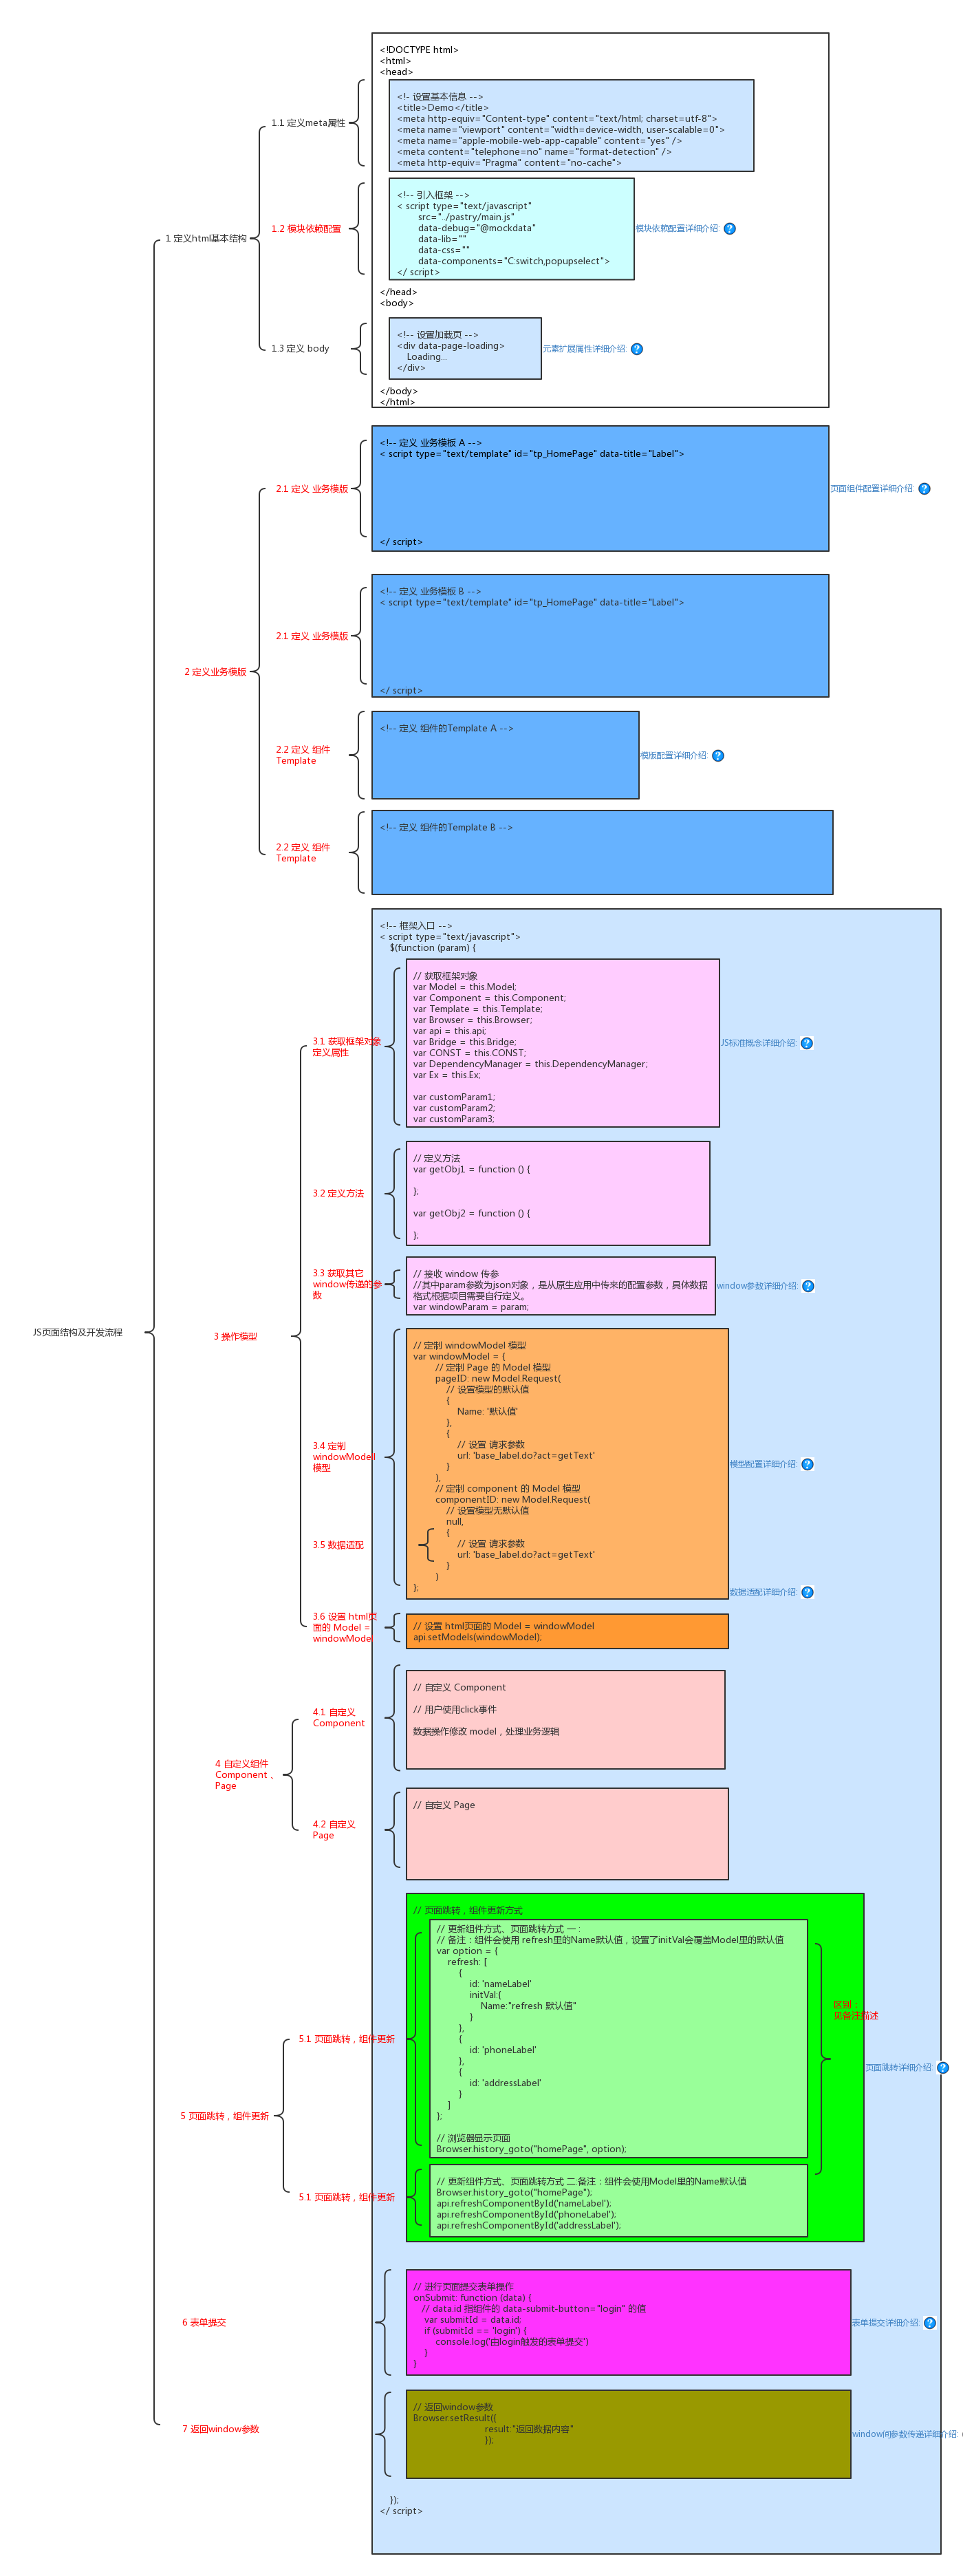 <!DOCTYPE html>
<html>
<head>
1.1 定义meta属性
<!- 设置基本信息 -->
<title>Demo</title>
<meta http-equiv="Content-type" content="text/html; charset=utf-8">
<meta name="viewport" content="width=device-width, user-scalable=0">
<meta name="apple-mobile-web-app-capable" content="yes" />
<meta content="telephone=no" name="format-detection" />
<meta http-equiv="Pragma" content="no-cache">
1 定义html基本结构
1.2 模块依赖配置
<!-- 引入框架 -->
< script type="text/javascript"
src="../pastry/main.js"
data-debug="@mockdata"
data-lib=""
data-css=""
data-components="C:switch,popupselect">
</ script>
模块依赖配置详细介绍:
</head>
<body>
1.3 定义 body
<!-- 设置加载页 -->
<div data-page-loading>
Loading...
</div>
元素扩展属性详细介绍:
</body>
</html>
2 定义业务模版
2.1 定义 业务模版
<!-- 定义 业务模板 A -->
< script type="text/template" id="tp_HomePage" data-title="Label">
</ script>
页面组件配置详细介绍:
2.1 定义 业务模版
<!-- 定义 业务模板 B -->
< script type="text/template" id="tp_HomePage" data-title="Label">
</ script>
2.2 定义 组件
Template
<!-- 定义 组件的Template A -->
模版配置详细介绍:
2.2 定义 组件
Template
<!-- 定义 组件的Template B -->
<!-- 框架入口 -->
< script type="text/javascript">
$(function (param) {
3.1 获取框架对象
定义属性
// 获取框架对象
var Model = this.Model;
var Component = this.Component;
var Template = this.Template;
var Browser = this.Browser;
var api = this.api;
var Bridge = this.Bridge;
var CONST = this.CONST;
var DependencyManager = this.DependencyManager;
var Ex = this.Ex;
var customParam1;
var customParam2;
var customParam3;
JS标准概念详细介绍:
3.2 定义方法
// 定义方法
var getObj1 = function () {
};
var getObj2 = function () {
};
3.3 获取其它
window传递的参
数
// 接收 window 传参
//其中param参数为json对象，是从原生应用中传来的配置参数，具体数据
格式根据项目需要自行定义。
var windowParam = param;
window参数详细介绍:
JS页面结构及开发流程
3 操作模型
3.4 定制
windowModell
模型
// 定制 windowModel 模型
var windowModel = {
// 定制 Page 的 Model 模型
pageID: new Model.Request(
// 设置模型的默认值
{
Name: '默认值'
},
{
// 设置 请求参数
url: 'base_label.do?act=getText'
}
),
// 定制 component 的 Model 模型
componentID: new Model.Request(
// 设置模型无默认值
null,
{
// 设置 请求参数
url: 'base_label.do?act=getText'
}
)
};
模型配置详细介绍:
3.5 数据适配
数据适配详细介绍:
3.6 设置 html页
面的 Model =
windowModel
// 设置 html页面的 Model = windowModel
api.setModels(windowModel);
4 自定义组件
Component 、
Page
4.1 自定义
Component
// 自定义 Component
// 用户使用click事件
数据操作修改 model，处理业务逻辑
4.2 自定义
Page
// 自定义 Page
5 页面跳转，组件更新
// 页面跳转，组件更新方式
5.1 页面跳转，组件更新
// 更新组件方式、页面跳转方式 一 :
// 备注：组件会使用 refresh里的Name默认值，设置了initVal会覆盖Model里的默认值
var option = {
refresh: [
{
id: 'nameLabel'
initVal:{
Name:"refresh 默认值"
}
},
{
id: 'phoneLabel'
},
{
id: 'addressLabel'
}
]
};
// 浏览器显示页面
Browser.history_goto("homePage", option);
区别：
见备注描述
页面跳转详细介绍:
5.1 页面跳转，组件更新
// 更新组件方式、页面跳转方式 二:备注：组件会使用Model里的Name默认值
Browser.history_goto("homePage");
api.refreshComponentById('nameLabel');
api.refreshComponentById('phoneLabel');
api.refreshComponentById('addressLabel');
6 表单提交
// 进行页面提交表单操作
onSubmit: function (data) {
// data.id 指组件的 data-submit-button="login" 的值
var submitId = data.id;
if (submitId == 'login') {
console.log('由login触发的表单提交')
}
}
表单提交详细介绍:
7 返回window参数
// 返回window参数
Browser.setResult({
result:"返回数据内容"
});
window间参数传递详细介绍:
});
</ script>